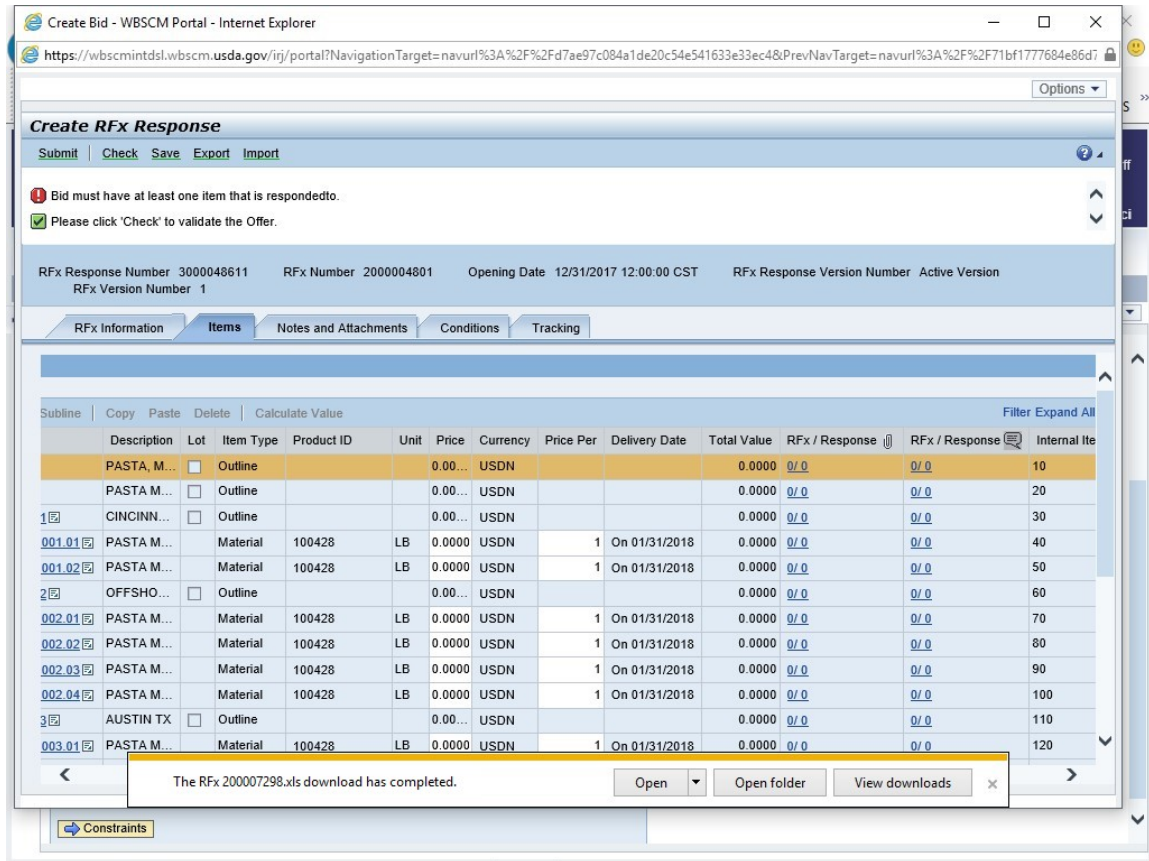 Create Bid - WBSCM Portal - Internet Explorer
https://wbscmintdsl.wbscm.usda.gov/irj/portal?NavigationTarget=navurl%3A%2F%2Fd7ae97c084a1de20c54e541633e33ec4&PrevNavTarget=navurl%3A%2F%2F71bf1777684e86d7
Options
Create RFx Response
Submit Check Save Export Import
Bid must have at least one item that is respondedto.
Please click 'Check' to validate the Offer.
RFx Response Number 3000048611 RFx Number 2000004801 Opening Date 12/31/2017 12:00:00 CST RFx Response Version Number Active Version
RFx Version Number 1
RFx Information Items Notes and Attachments Conditions Tracking
Subline Copy Paste Delete Calculate Value Filter Expand All
Description Lot Item Type Product ID Unit Price Currency Price Per Delivery Date Total Value RFx / Response RFx / Response Internal Ite
PASTA, M... Outline 0.00... USDN 0.0000 0/ 0 0/ 0 10
PASTA M... Outline 0.00... USDN 0.0000 0/ 0 0/ 0 20
1 CINCINN... Outline 0.00... USDN 0.0000 0/ 0 0/ 0 30
001.01 PASTA M... Material 100428 LB 0.0000 USDN 1 On 01/31/2018 0.0000 0/ 0 0/ 0 40
001.02 PASTA M... Material 100428 LB 0.0000 USDN 1 On 01/31/2018 0.0000 0/ 0 0/ 0 50
2 OFFSHO... Outline 0.00... USDN 0.0000 0/ 0 0/ 0 60
002.01 PASTA M... Material 100428 LB 0.0000 USDN 1 On 01/31/2018 0.0000 0/ 0 0/ 0 70
002.02 PASTA M... Material 100428 LB 0.0000 USDN 1 On 01/31/2018 0.0000 0/ 0 0/ 0 80
002.03 PASTA M... Material 100428 LB 0.0000 USDN 1 On 01/31/2018 0.0000 0/ 0 0/ 0 90
002.04 PASTA M... Material 100428 LB 0.0000 USDN 1 On 01/31/2018 0.0000 0/ 0 0/ 0 100
3 AUSTIN TX Outline 0.00... USDN 0.0000 0/ 0 0/ 0 110
003.01 PASTA M... Material 100428 LB 0.0000 USDN 1 On 01/31/2018 0.0000 0/ 0 0/ 0 120
The RFx 200007298.xls download has completed. Open Open folder View downloads
Constraints